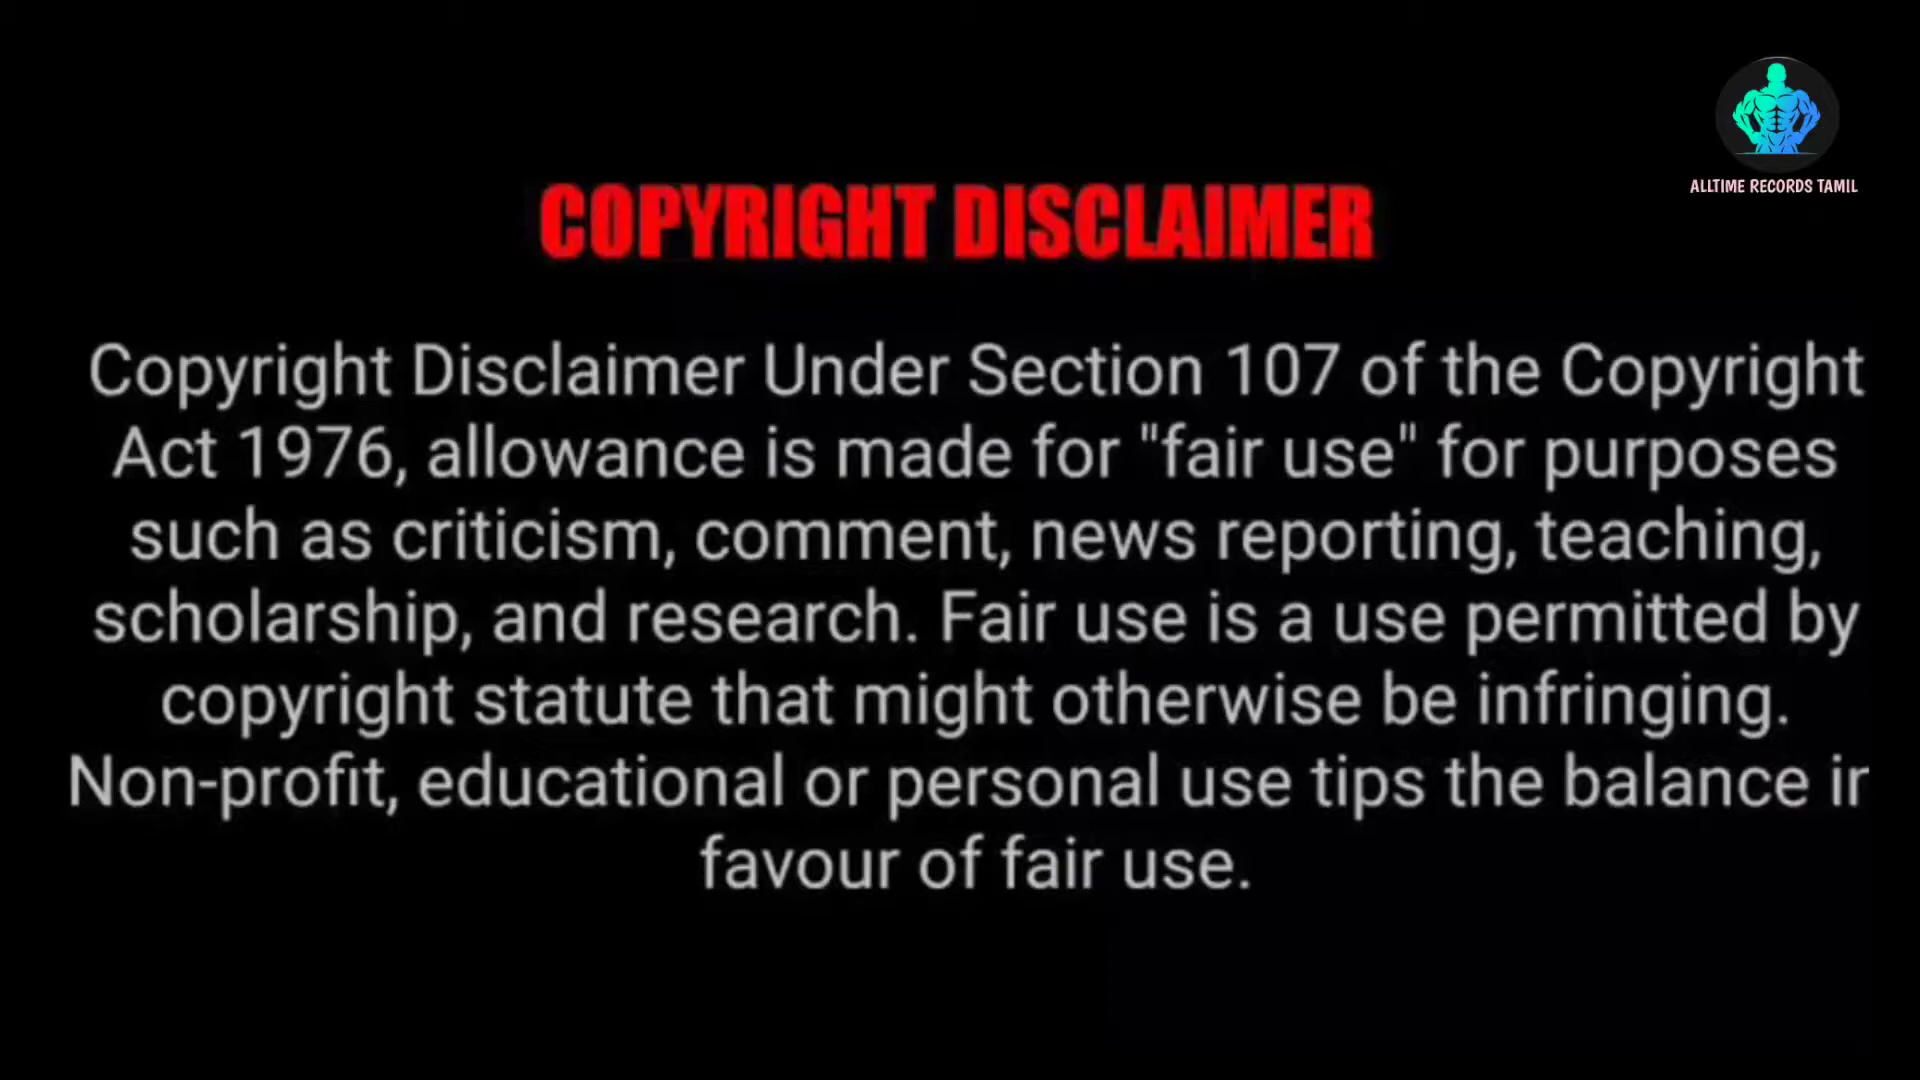 ALLTIME RECORDS TAMIL
COPYRIGHT DISCLAIMER
Copyright Disclaimer Under Section 107 of the Copyright
Act 1976, allowance is made for "fair use" for purposes
such as criticism, comment, news reporting, teaching,
scholarship, and research. Fair use is a use permitted by
copyright statute that might otherwise be infringing.
Non-profit, educational or personal use tips the balance in
favour of fair use.